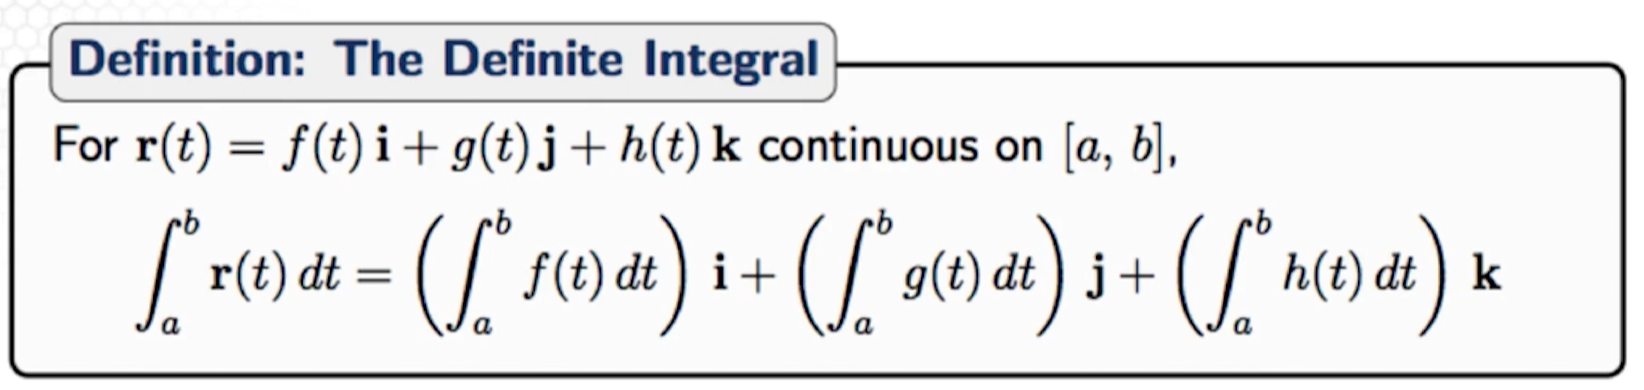 Definition: The Definite Integral
For r(t) = f(t) i + g(t) j + h(t) k continuous on [a, b],
∫_a^b r(t) dt = (∫_a^b f(t) dt) i + (∫_a^b g(t) dt) j + (∫_a^b h(t) dt) k